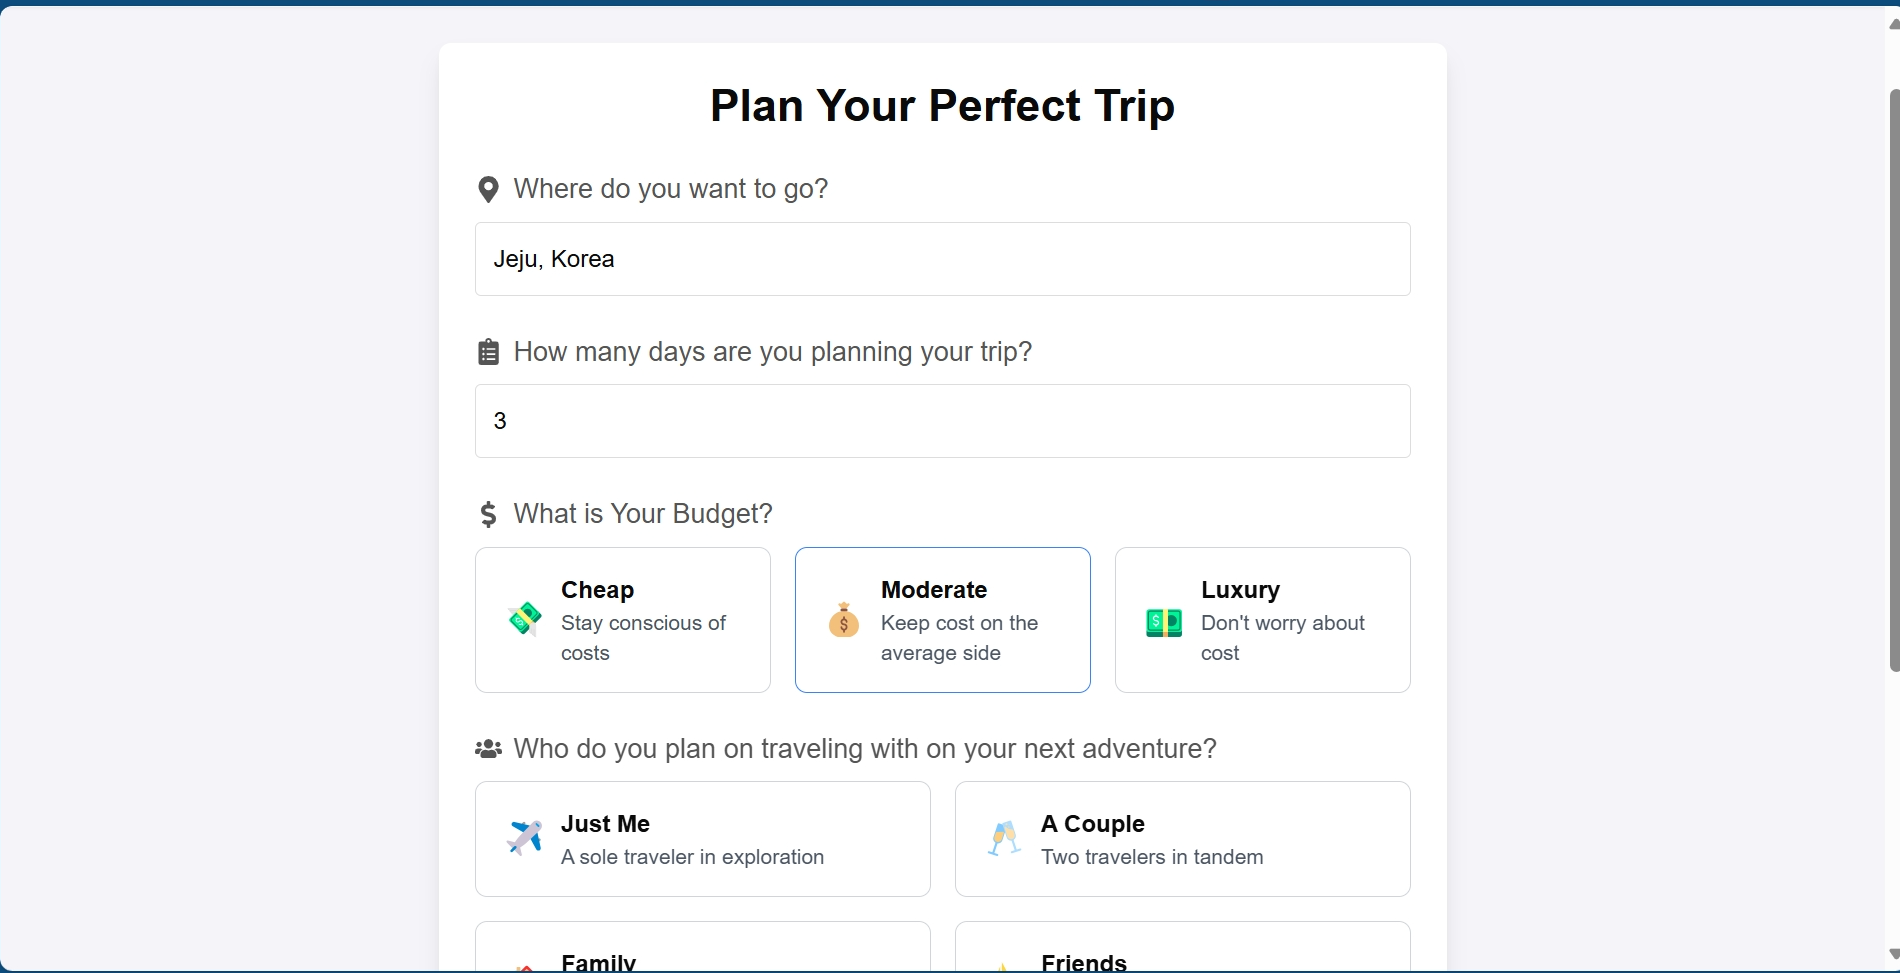 Plan Your Perfect Trip
Where do you want to go?
Jeju, Korea
How many days are you planning your trip?
3
What is Your Budget?
Cheap
Stay conscious of
costs
Moderate
Keep cost on the
average side
Luxury
Don't worry about
cost
Who do you plan on traveling with on your next adventure?
Just Me
A sole traveler in exploration
A Couple
Two travelers in tandem
Family
Friends